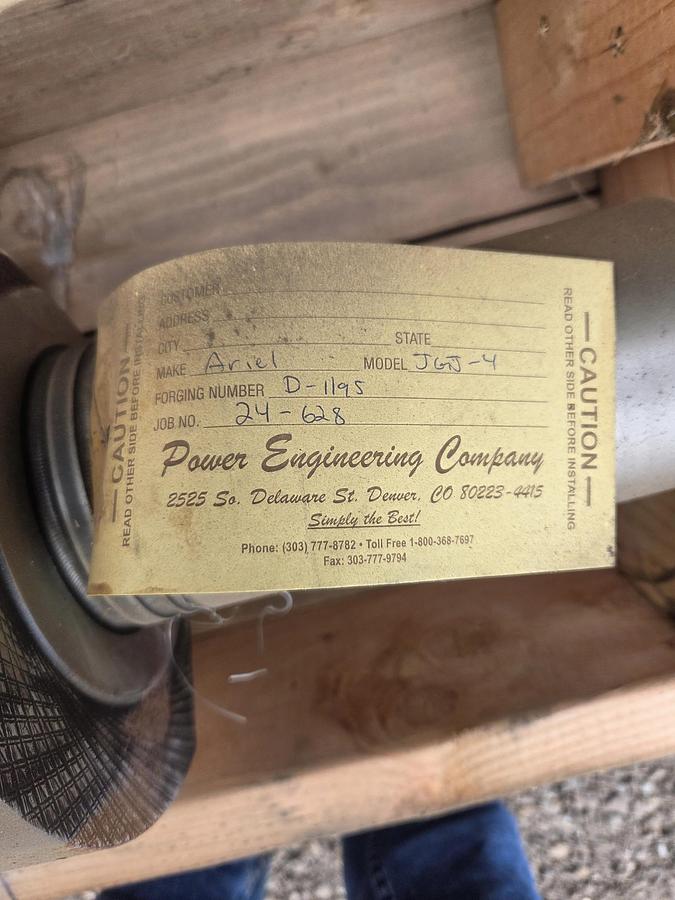 CUSTOMER
ADDRESS
CITY STATE
MAKE Ariel MODEL JGJ-4
FORGING NUMBER D-1195
JOB NO. 24-628
Power Engineering Company
2525 So. Delaware St. Denver, CO 80223-4415
Simply the Best!
Phone: (303) 777-8782 • Toll Free 1-800-368-7697
Fax: 303-777-9794
— CAUTION —
READ OTHER SIDE BEFORE INSTALLING
— CAUTION —
READ OTHER SIDE BEFORE INSTALLING